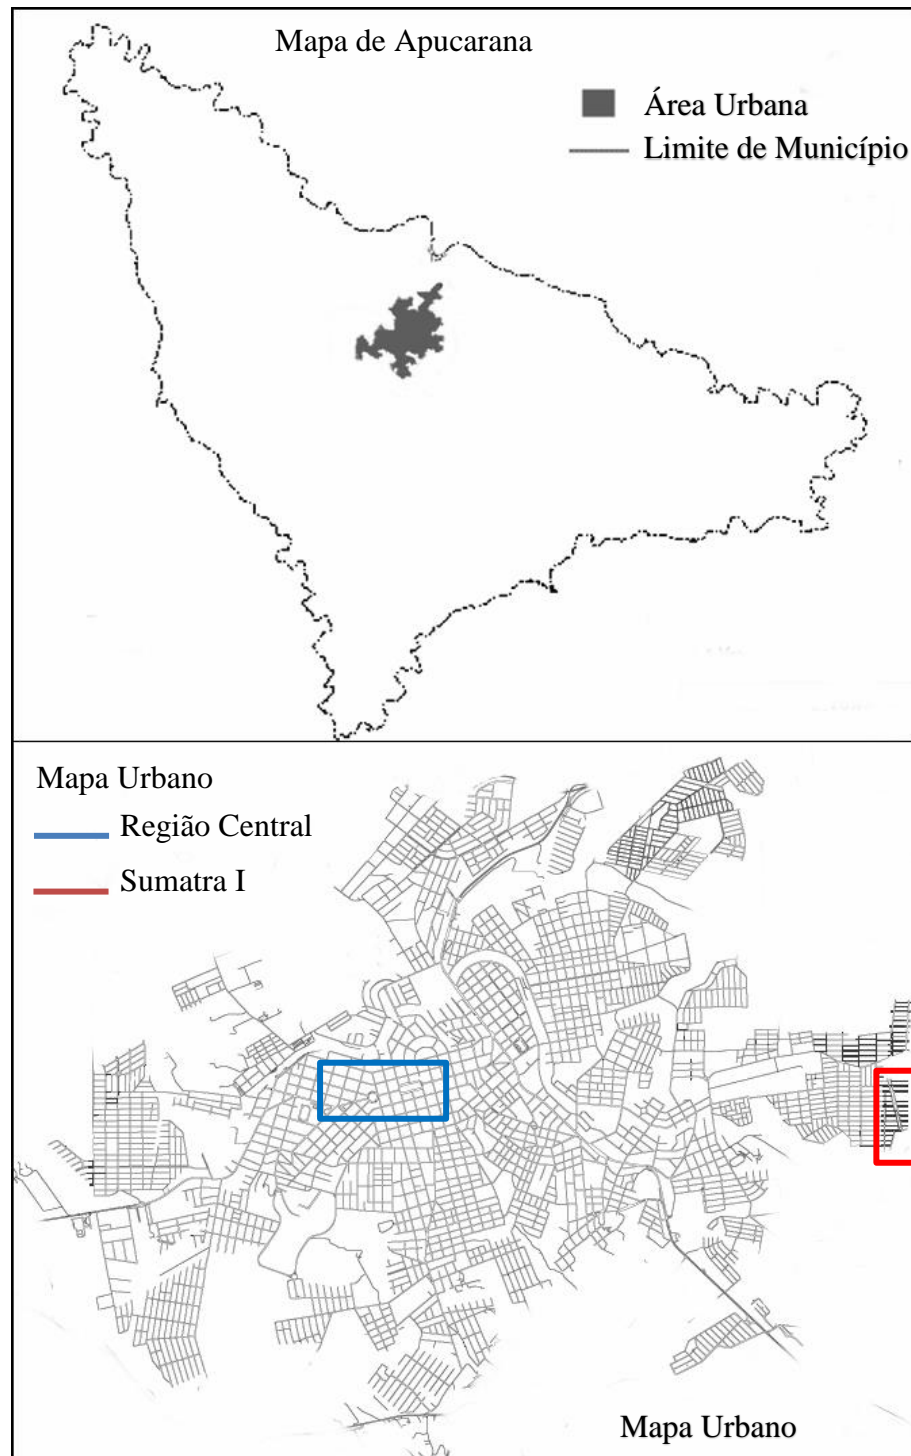 Mapa de Apucarana
Área Urbana
Limite de Município
Mapa Urbano
Região Central
Sumatra I
Mapa Urbano